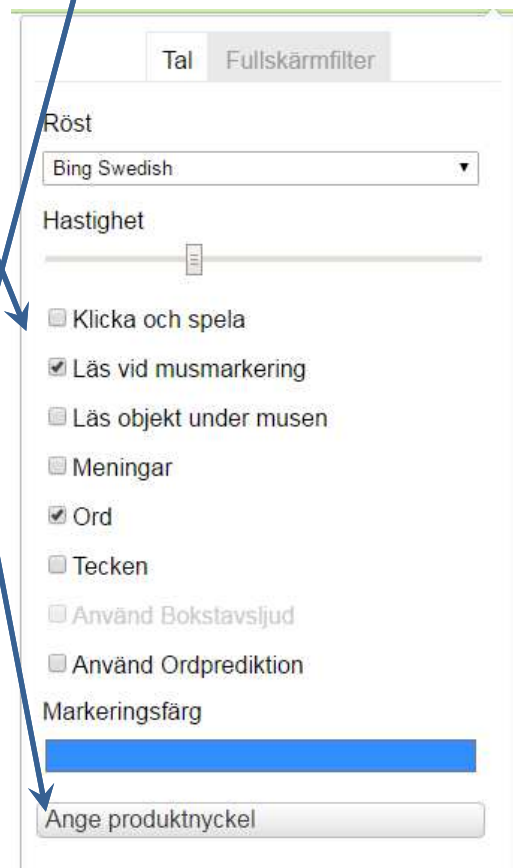 Tal Fullskärmfilter
Röst
Bing Swedish
Hastighet
Klicka och spela
Läs vid musmarkering
Läs objekt under musen
Meningar
Ord
Tecken
Använd Bokstavsljud
Använd Ordprediktion
Markeringsfärg
Ange produktnyckel